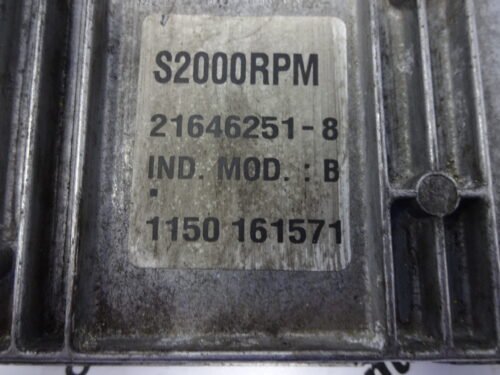 S2000RPM
21646251-8
IND. MOD. : B
1150 161571